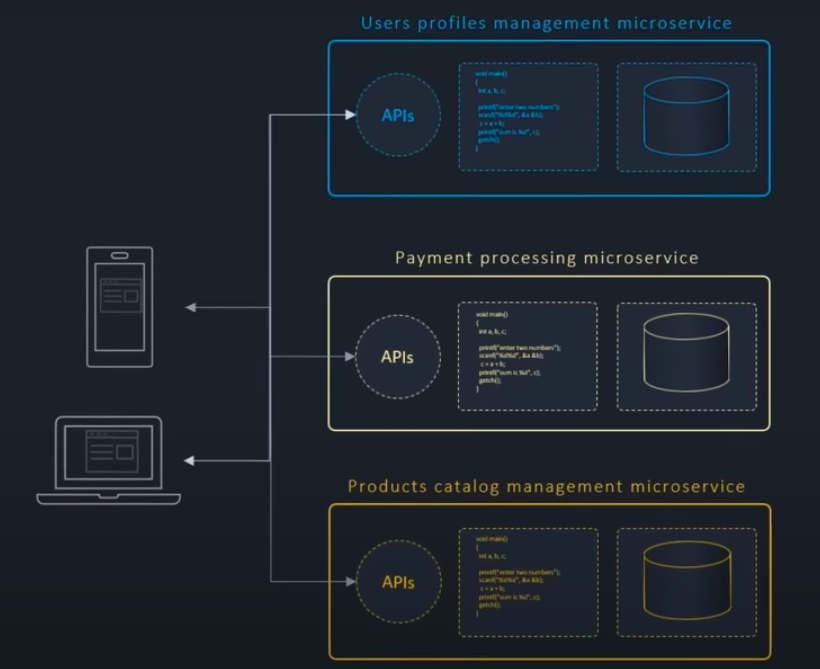 Users profiles management microservice
APIs
void main()
{
int a, b, c;
printf("enter two numbers");
scanf("%d%d", &a &b);
c = a + b;
printf("sum is %d", c);
getch();
}
Payment processing microservice
APIs
void main()
{
int a, b, c;
printf("enter two numbers");
scanf("%d%d", &a &b);
c = a + b;
printf("sum is %d", c);
getch();
}
Products catalog management microservice
APIs
void main()
{
int a, b, c;
printf("enter two numbers");
scanf("%d%d", &a &b);
c = a + b;
printf("sum is %d", c);
getch();
}